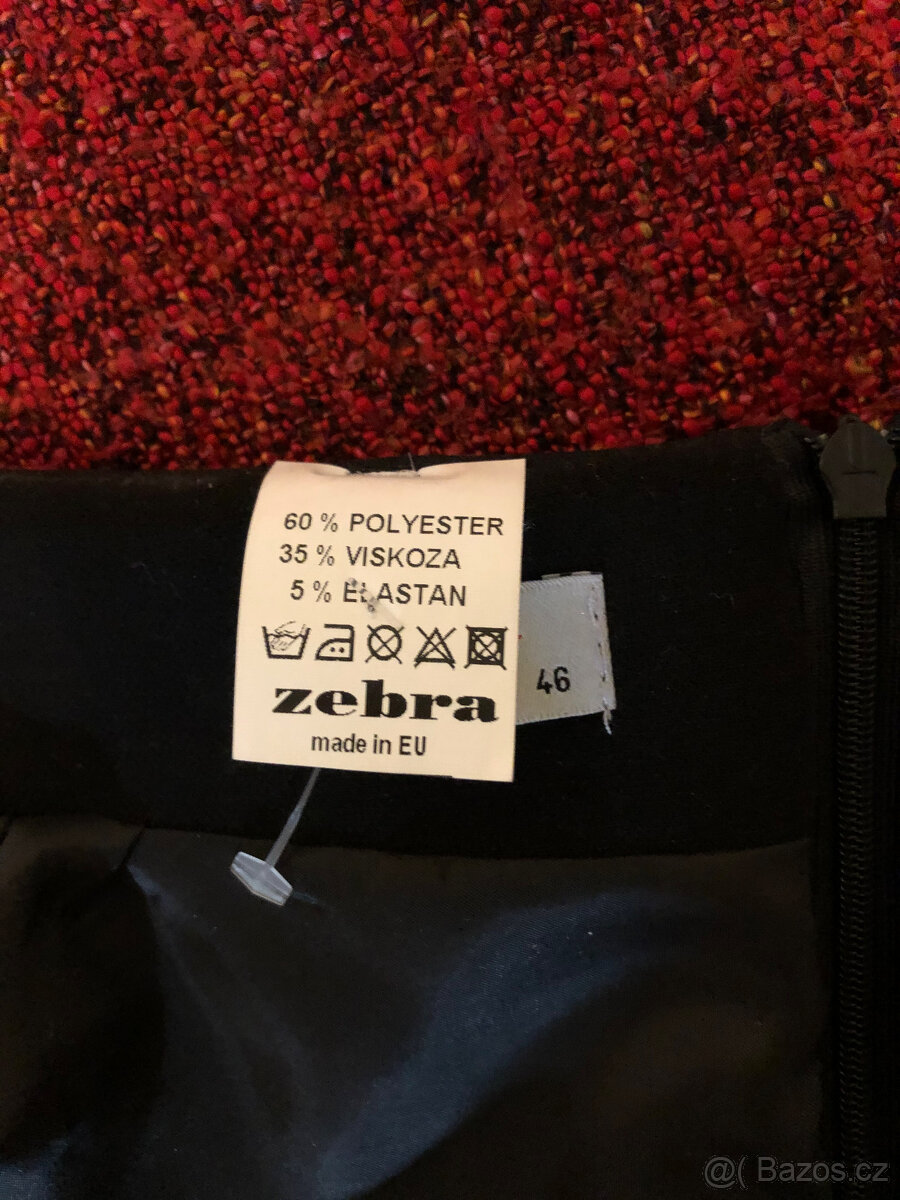 60 % POLYESTER
35 % VISKOZA
5 % ELASTAN
zebra
made in EU
46
@( Bazos.cz